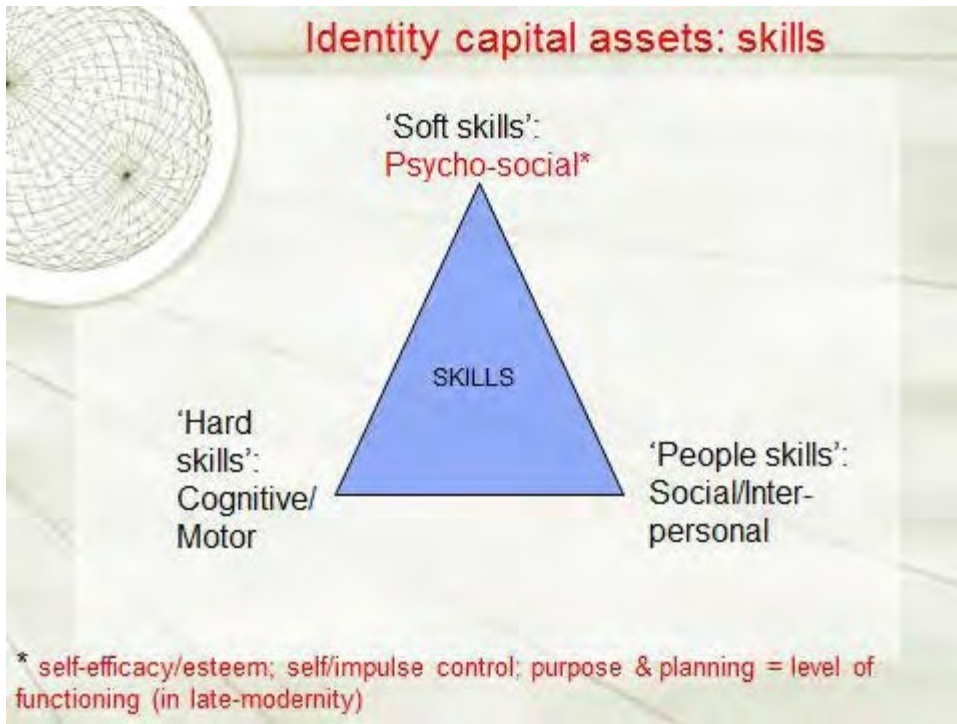 Identity capital assets: skills
‘Soft skills’:
Psycho-social*
SKILLS
‘Hard
skills’:
Cognitive/
Motor
‘People skills’:
Social/Inter-
personal
* self-efficacy/esteem; self/impulse control; purpose & planning = level of
functioning (in late-modernity)